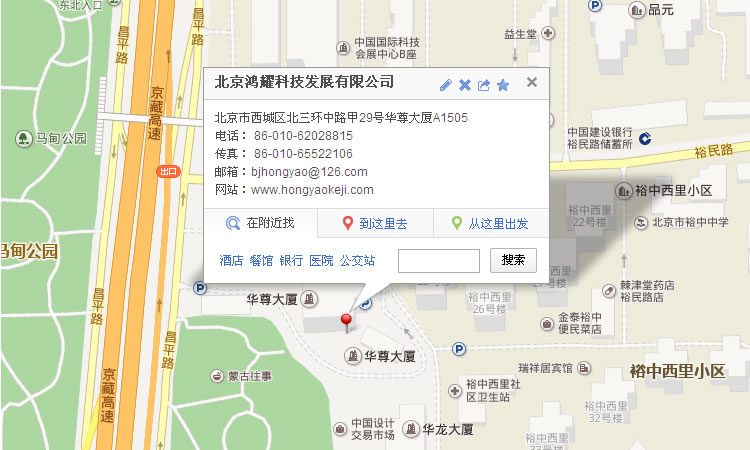 东北入口
昌平路
京藏高速
马甸公园
出口
马甸公园
昌平路
京藏高速
昌平路
中国国际科技
会展中心B座
益生堂
品元
北京鸿耀科技发展有限公司
北京市西城区北三环中路甲29号华尊大厦A1505
电话： 86-010-62028815
传真： 86-010-65522106
邮箱：bjhongyao@126.com
网站：www.hongyaokeji.com
在附近找
到这里去
从这里出发
酒店 餐馆 银行 医院 公交站
搜索
中国建设银行
裕民路储蓄所
裕民路
裕中西里小区
裕中西里
22号楼
北京市裕中中学
棘津堂药店
裕民路店
裕中西里
26号楼
金泰裕中
便民菜店
华尊大厦
华尊大厦
瑞祥居宾馆
裕中西里小区
蒙古往事
裕中西里社
区卫生站
裕中西里
33号楼
裕中西里
32号楼
中国设计
交易市场
华龙大厦